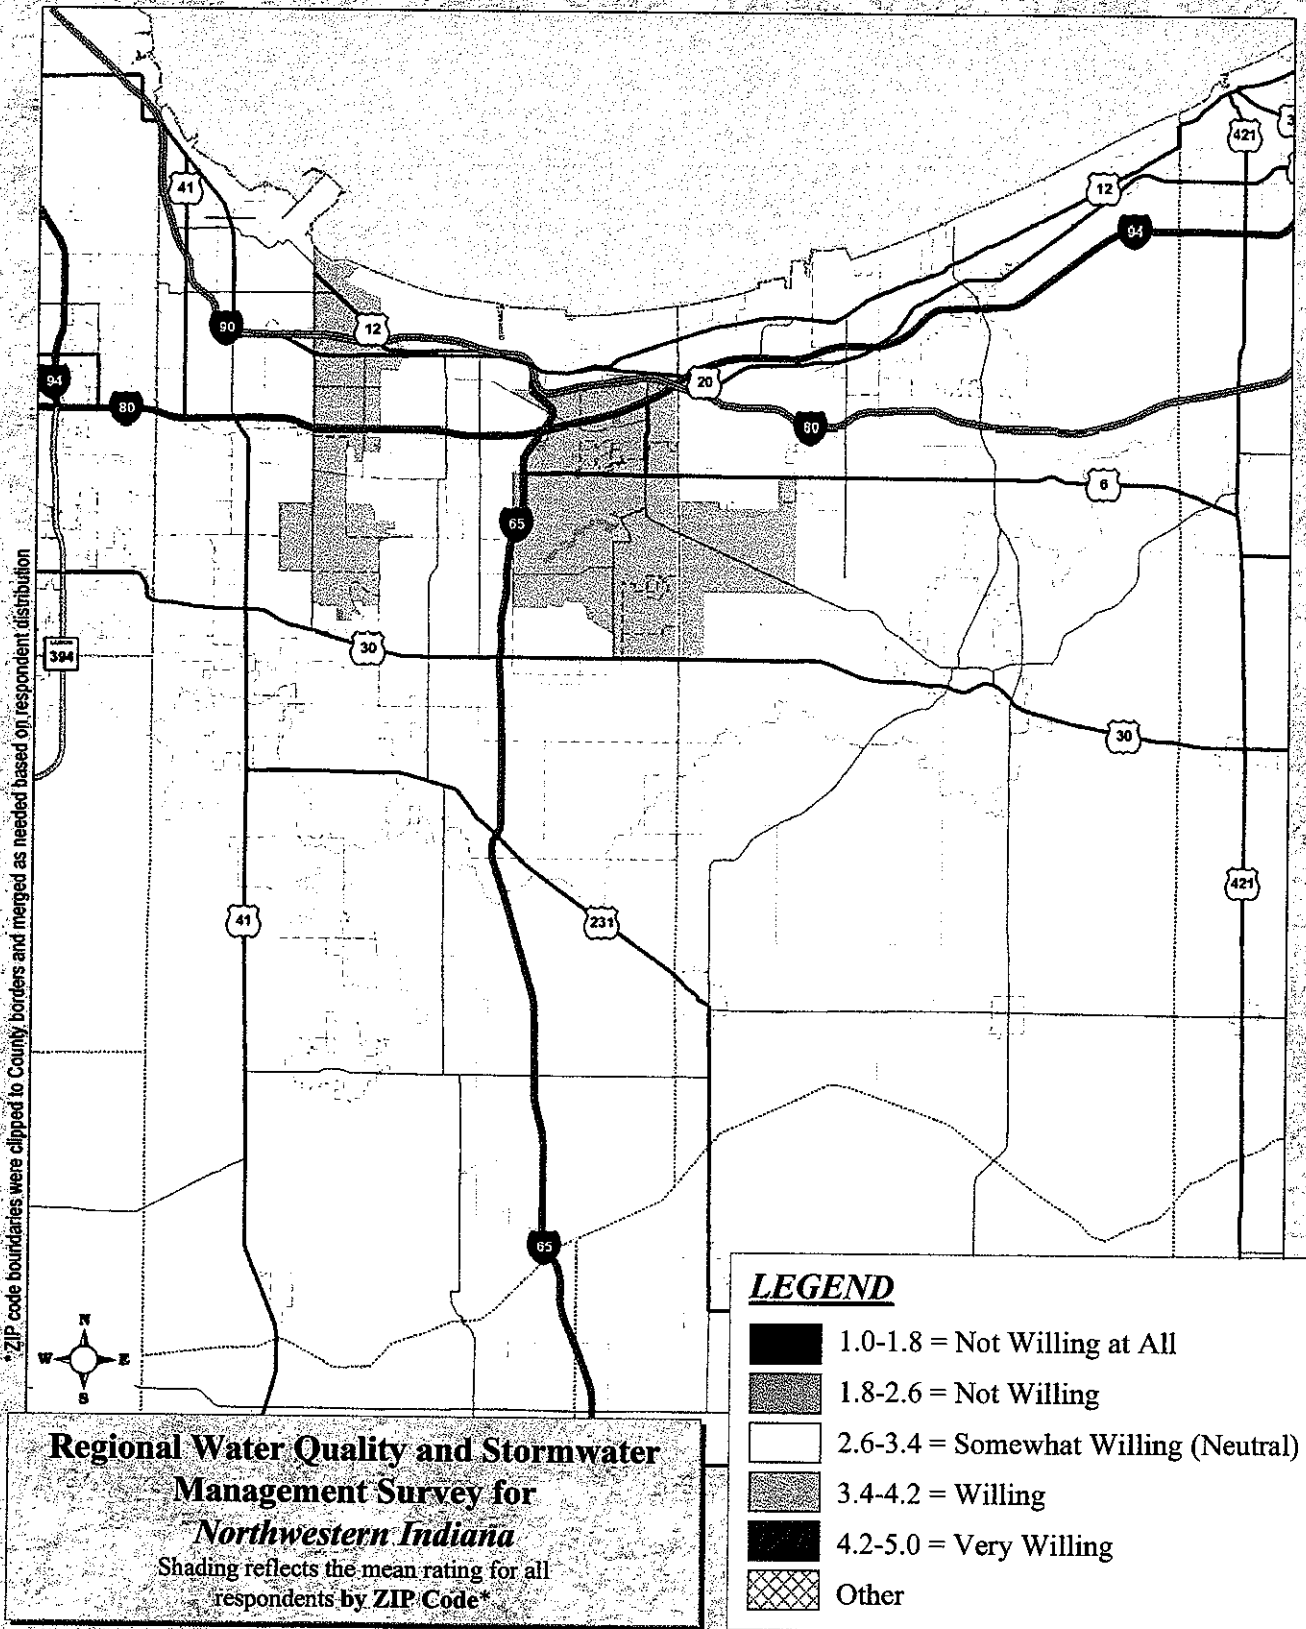 421
3
41
12
94
90
12
94
20
80
80
6
65
30
394
30
41
231
421
65
* ZIP code boundaries were clipped to County borders and merged as needed based on respondent distribution
N
W E
S
LEGEND
1.0-1.8 = Not Willing at All
1.8-2.6 = Not Willing
2.6-3.4 = Somewhat Willing (Neutral)
3.4-4.2 = Willing
4.2-5.0 = Very Willing
Other
Regional Water Quality and Stormwater
Management Survey for
Northwestern Indiana
Shading reflects the mean rating for all
respondents by ZIP Code*